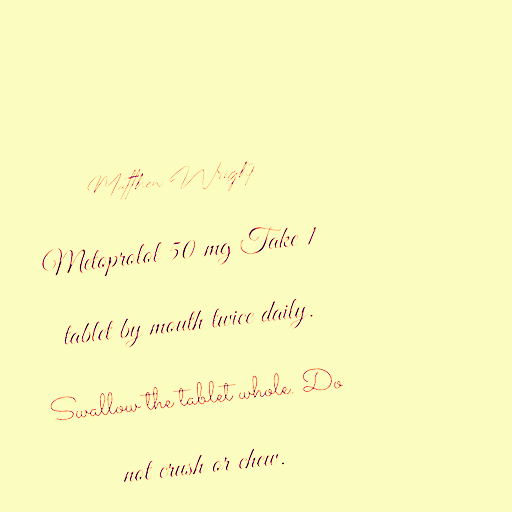 Matthew Wright
Metoprolol 50 mg Take 1
tablet by mouth twice daily.
Swallow the tablet whole. Do
not crush or chew.